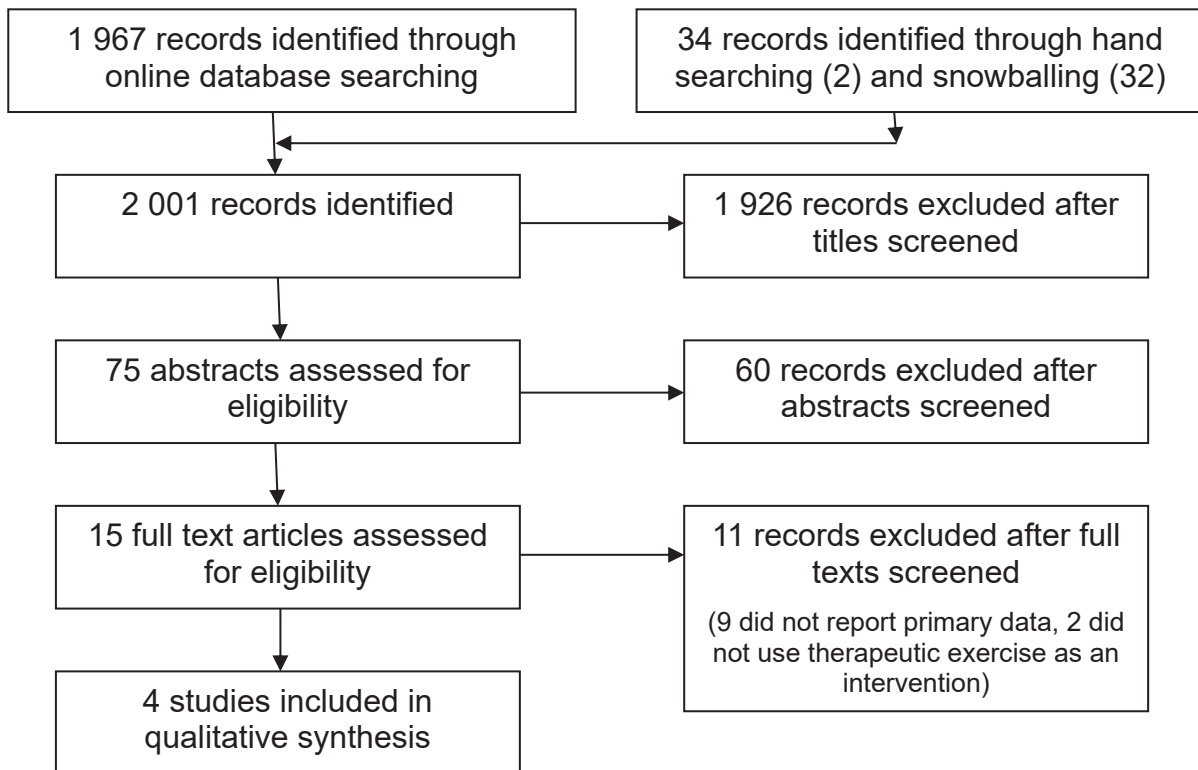 1 967 records identified through
online database searching
34 records identified through hand
searching (2) and snowballing (32)
2 001 records identified
1 926 records excluded after
titles screened
75 abstracts assessed for
eligibility
60 records excluded after
abstracts screened
15 full text articles assessed
for eligibility
11 records excluded after full
texts screened
(9 did not report primary data, 2 did
not use therapeutic exercise as an
intervention)
4 studies included in
qualitative synthesis